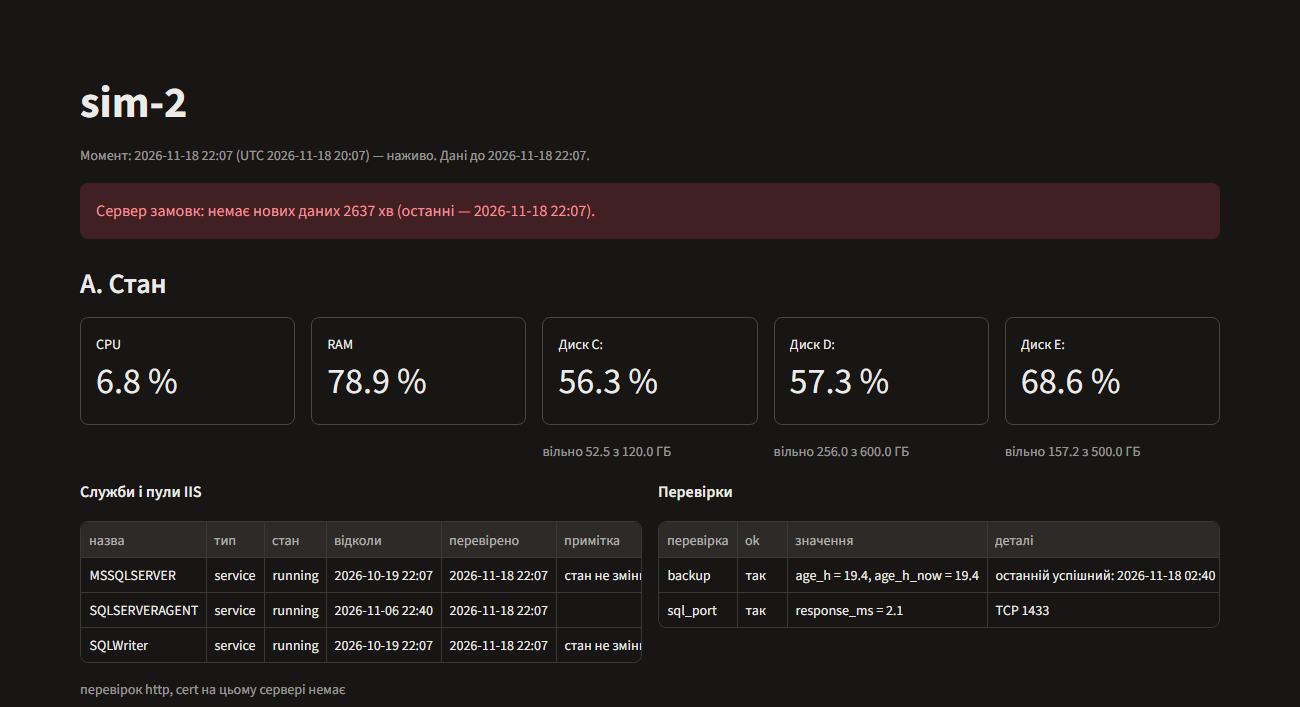 sim-2
Момент: 2026-11-18 22:07 (UTC 2026-11-18 20:07) — наживо. Дані до 2026-11-18 22:07.
Сервер замовк: немає нових даних 2637 хв (останні — 2026-11-18 22:07).
А. Стан
CPU RAM Диск C: Диск D: Диск E:
6.8 % 78.9 % 56.3 % 57.3 % 68.6 %
вільно 52.5 з 120.0 ГБ вільно 256.0 з 600.0 ГБ вільно 157.2 з 500.0 ГБ
Служби і пули IIS
назва тип стан відколи перевірено примітка
MSSQLSERVER service running 2026-10-19 22:07 2026-11-18 22:07 стан не зміні
SQLSERVERAGENT service running 2026-11-06 22:40 2026-11-18 22:07
SQLWriter service running 2026-10-19 22:07 2026-11-18 22:07 стан не зміні
перевірок http, cert на цьому сервері немає
Перевірки
перевірка ok значення деталі
backup так age_h = 19.4, age_h_now = 19.4 останній успішний: 2026-11-18 02:40
sql_port так response_ms = 2.1 TCP 1433